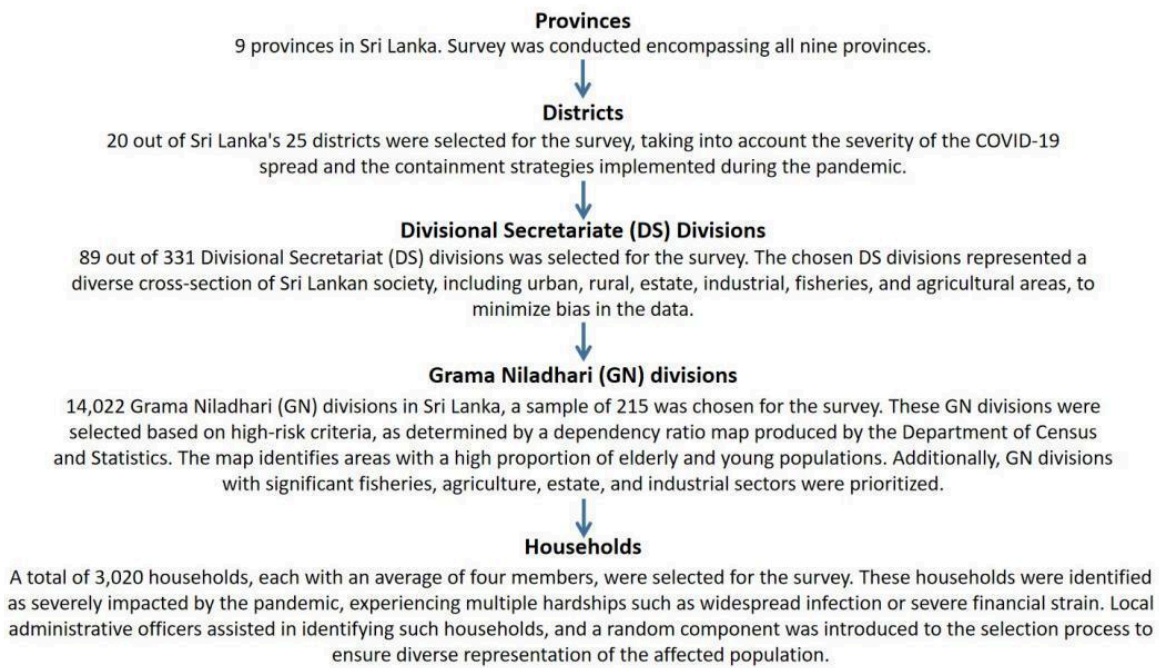 Provinces
9 provinces in Sri Lanka. Survey was conducted encompassing all nine provinces.
Districts
20 out of Sri Lanka's 25 districts were selected for the survey, taking into account the severity of the COVID-19
spread and the containment strategies implemented during the pandemic.
Divisional Secretariate (DS) Divisions
89 out of 331 Divisional Secretariat (DS) divisions was selected for the survey. The chosen DS divisions represented a
diverse cross-section of Sri Lankan society, including urban, rural, estate, industrial, fisheries, and agricultural areas, to
minimize bias in the data.
Grama Niladhari (GN) divisions
14,022 Grama Niladhari (GN) divisions in Sri Lanka, a sample of 215 was chosen for the survey. These GN divisions were
selected based on high-risk criteria, as determined by a dependency ratio map produced by the Department of Census
and Statistics. The map identifies areas with a high proportion of elderly and young populations. Additionally, GN divisions
with significant fisheries, agriculture, estate, and industrial sectors were prioritized.
Households
A total of 3,020 households, each with an average of four members, were selected for the survey. These households were identified
as severely impacted by the pandemic, experiencing multiple hardships such as widespread infection or severe financial strain. Local
administrative officers assisted in identifying such households, and a random component was introduced to the selection process to
ensure diverse representation of the affected population.